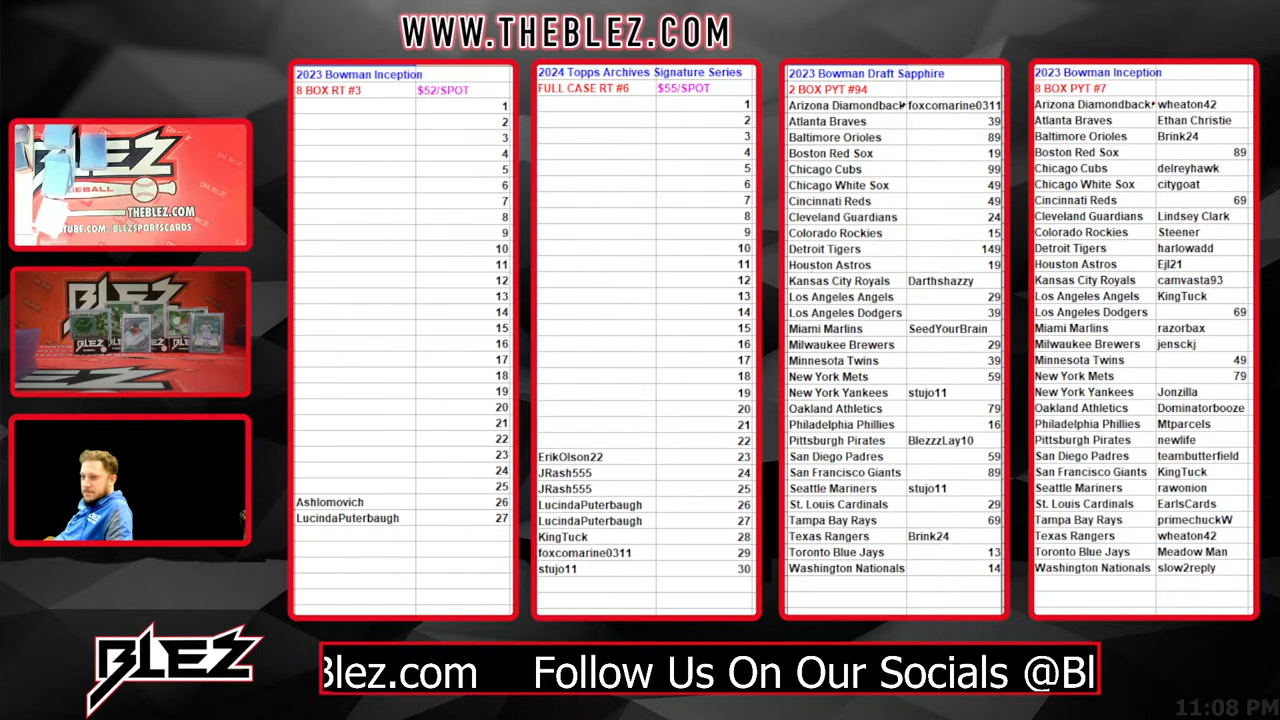 WWW.THEBLEZ.COM
BLEZ
BASEBALL
THEBLEZ.COM
TUBE.COM/BLEZSPORTSCARDS
BLEZ
BLEZ
2023 Bowman Inception
8 BOX RT #3 $52/SPOT
1
2
3
4
5
6
7
8
9
10
11
12
13
14
15
16
17
18
19
20
21
22
23
24
25
Ashlomovich 26
LucindaPuterbaugh 27
2024 Topps Archives Signature Series
FULL CASE RT #6 $55/SPOT
1
2
3
4
5
6
7
8
9
10
11
12
13
14
15
16
17
18
19
20
21
22
ErikOlson22 23
JRash555 24
JRash555 25
LucindaPuterbaugh 26
LucindaPuterbaugh 27
KingTuck 28
foxcomarine0311 29
stujo11 30
2023 Bowman Draft Sapphire
2 BOX PYT #94
Arizona Diamondback foxcomarine0311
Atlanta Braves 39
Baltimore Orioles 89
Boston Red Sox 19
Chicago Cubs 99
Chicago White Sox 49
Cincinnati Reds 49
Cleveland Guardians 24
Colorado Rockies 15
Detroit Tigers 149
Houston Astros 19
Kansas City Royals Darthshazzy
Los Angeles Angels 29
Los Angeles Dodgers 39
Miami Marlins SeedYourBrain
Milwaukee Brewers 29
Minnesota Twins 39
New York Mets 59
New York Yankees stujo11
Oakland Athletics 79
Philadelphia Phillies 16
Pittsburgh Pirates BlezzzLay10
San Diego Padres 59
San Francisco Giants 89
Seattle Mariners stujo11
St. Louis Cardinals 29
Tampa Bay Rays 69
Texas Rangers Brink24
Toronto Blue Jays 13
Washington Nationals 14
2023 Bowman Inception
8 BOX PYT #7
Arizona Diamondback wheaton42
Atlanta Braves Ethan Christie
Baltimore Orioles Brink24
Boston Red Sox 89
Chicago Cubs delreyhawk
Chicago White Sox citygoat
Cincinnati Reds 69
Cleveland Guardians Lindsey Clark
Colorado Rockies Steener
Detroit Tigers harlowadd
Houston Astros Ejl21
Kansas City Royals camvasta93
Los Angeles Angels KingTuck
Los Angeles Dodgers 69
Miami Marlins razorbax
Milwaukee Brewers jensckj
Minnesota Twins 49
New York Mets 79
New York Yankees Jonzilla
Oakland Athletics Dominatorbooze
Philadelphia Phillies Mtparcels
Pittsburgh Pirates newlife
San Diego Padres teambutterfield
San Francisco Giants KingTuck
Seattle Mariners rawonion
St. Louis Cardinals EarlsCards
Tampa Bay Rays primechuckW
Texas Rangers wheaton42
Toronto Blue Jays Meadow Man
Washington Nationals slow2reply
BLEZ
Blez.com Follow Us On Our Socials @Bl
11:08 PM